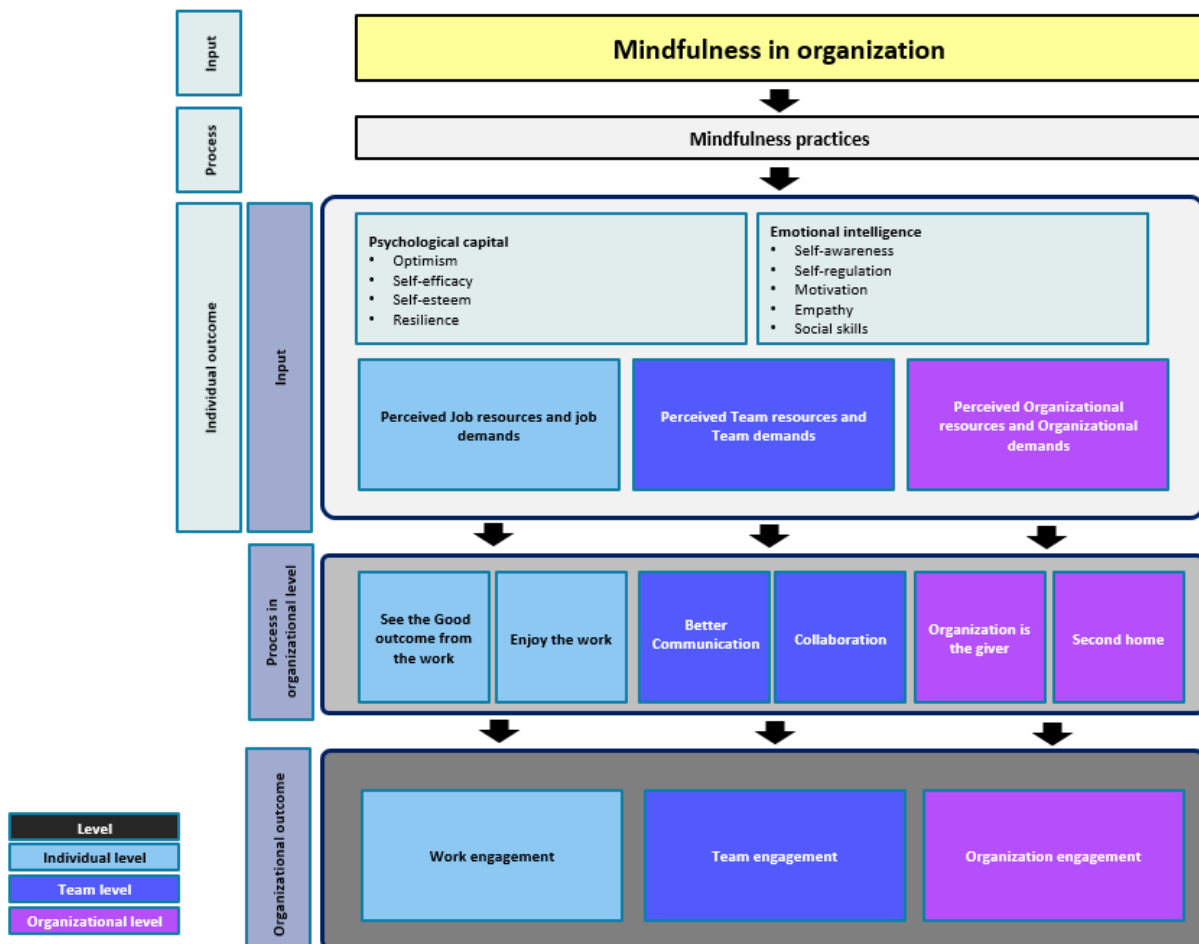 Input
Mindfulness in organization
Process
Mindfulness practices
Individual outcome
Input
Psychological capital
• Optimism
• Self-efficacy
• Self-esteem
• Resilience
Emotional intelligence
• Self-awareness
• Self-regulation
• Motivation
• Empathy
• Social skills
Perceived Job resources and job
demands
Perceived Team resources and
Team demands
Perceived Organizational
resources and Organizational
demands
Process in
organizational level
See the Good
outcome from
the work
Enjoy the work
Better
Communication
Collaboration
Organization is
the giver
Second home
Organizational outcome
Work engagement
Team engagement
Organization engagement
Level
Individual level
Team level
Organizational level